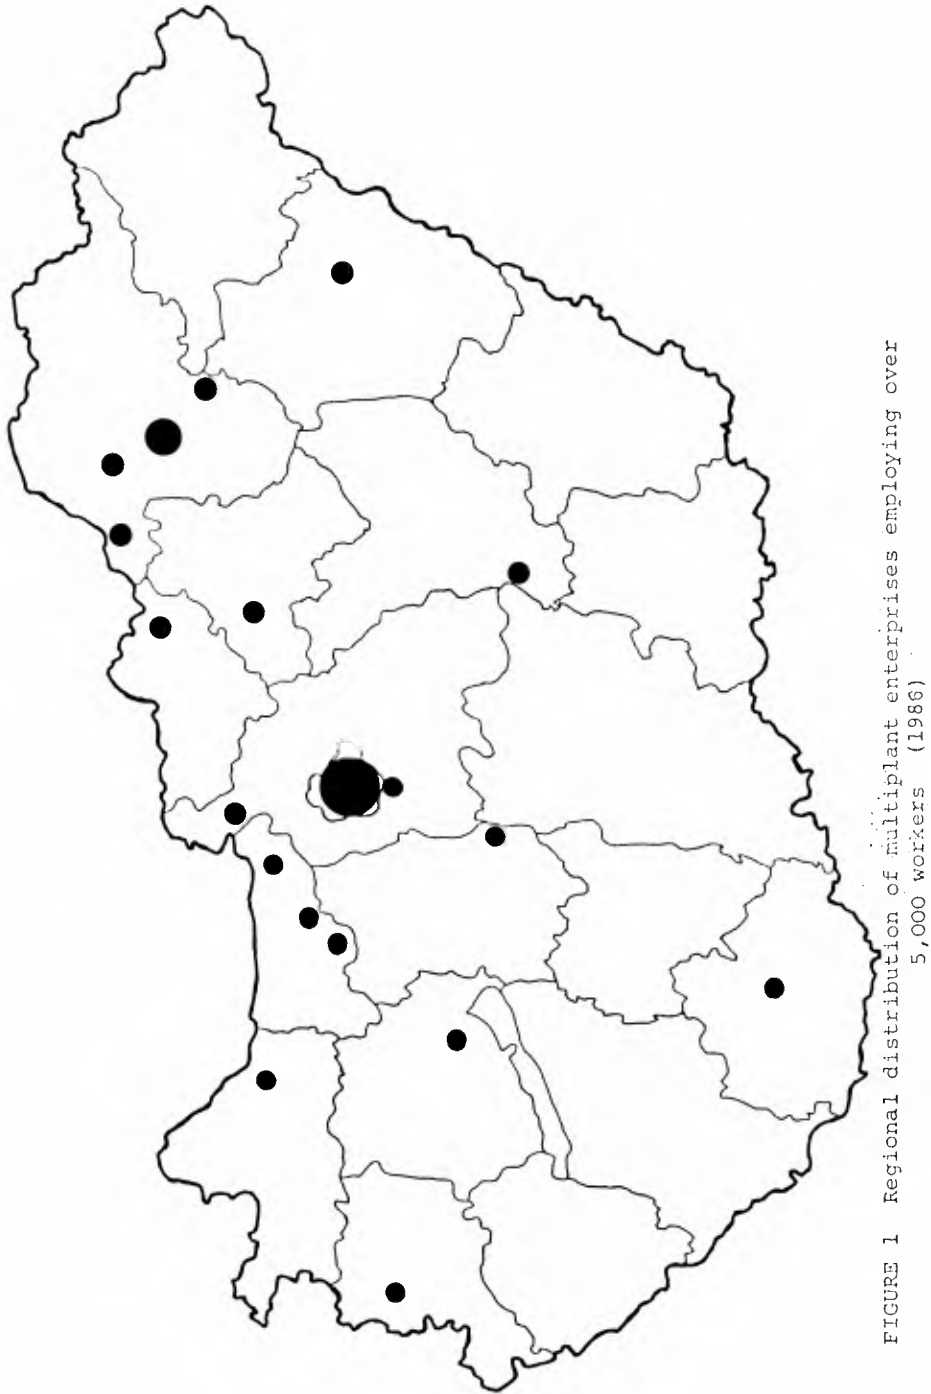 FIGURE 1 Regional distribution of multiplant enterprises employing over
5,000 workers (1986)